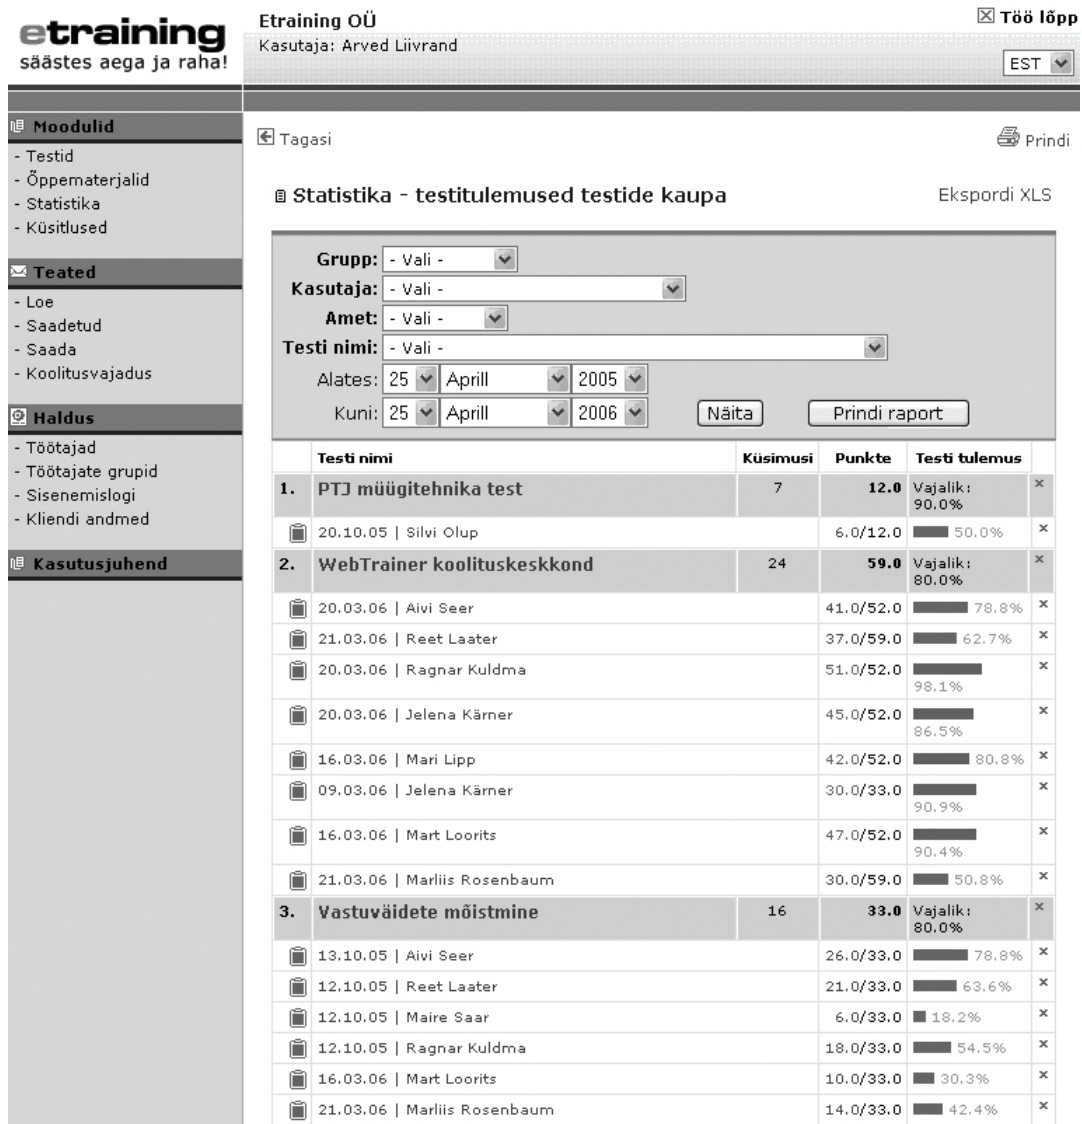 etraining
säästes aega ja raha!
Etraining OÜ
Kasutaja: Arved Liivrand
Töö lõpp
EST
Moodulid
- Testid
- Õppematerjalid
- Statistika
- Küsitlused
Teated
- Loe
- Saadetud
- Saada
- Koolitusvajadus
Haldus
- Töötajad
- Töötajate grupid
- Sisenemislogi
- Kliendi andmed
Kasutusjuhend
Tagasi
Prindi
Statistika - testitulemused testide kaupa
Ekspordi XLS
Grupp: - Vali -
Kasutaja: - Vali -
Amet: - Vali -
Testi nimi: - Vali -
Alates: 25 Aprill 2005
Kuni: 25 Aprill 2006 Näita Prindi raport
Testi nimi Küsimusi Punkte Testi tulemus
1. PTJ müügitehnika test 7 12.0 Vajalik: ×
90.0%
20.10.05 | Silvi Olup 6.0/12.0 50.0% ×
2. WebTrainer koolituskeskkond 24 59.0 Vajalik: ×
80.0%
20.03.06 | Aivi Seer 41.0/52.0 78.8% ×
21.03.06 | Reet Laater 37.0/59.0 62.7% ×
20.03.06 | Ragnar Kuldma 51.0/52.0 ×
98.1%
20.03.06 | Jelena Kärner 45.0/52.0 ×
86.5%
16.03.06 | Mari Lipp 42.0/52.0 80.8% ×
09.03.06 | Jelena Kärner 30.0/33.0 ×
90.9%
16.03.06 | Mart Loorits 47.0/52.0 ×
90.4%
21.03.06 | Marliis Rosenbaum 30.0/59.0 50.8% ×
3. Vastuväidete mõistmine 16 33.0 Vajalik: ×
80.0%
13.10.05 | Aivi Seer 26.0/33.0 78.8% ×
12.10.05 | Reet Laater 21.0/33.0 63.6% ×
12.10.05 | Maire Saar 6.0/33.0 18.2% ×
12.10.05 | Ragnar Kuldma 18.0/33.0 54.5% ×
16.03.06 | Mart Loorits 10.0/33.0 30.3% ×
21.03.06 | Marliis Rosenbaum 14.0/33.0 42.4% ×